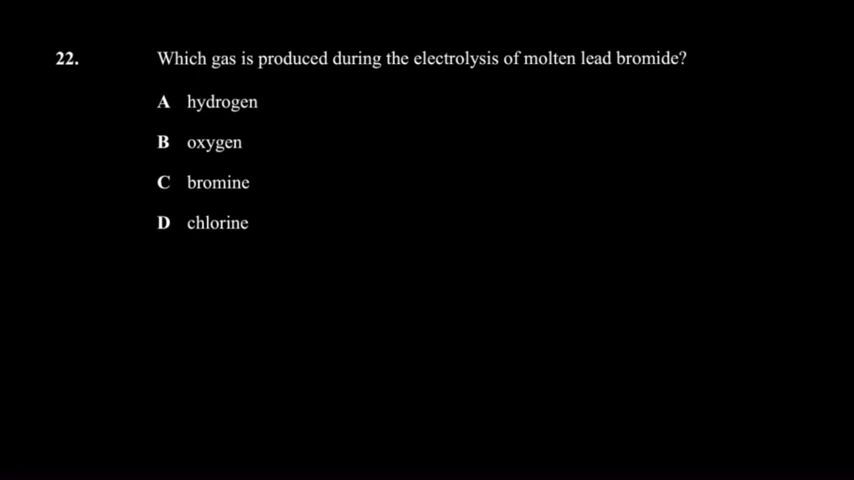 22. Which gas is produced during the electrolysis of molten lead bromide?
A hydrogen
B oxygen
C bromine
D chlorine